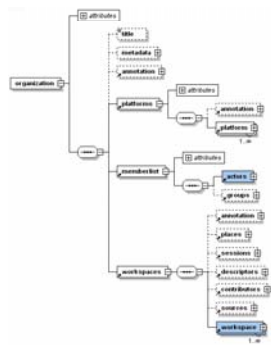 attributes
title
metadata
annotation
organization
platforms
attributes
annotation
platform
1..∞
memberlist
attributes
actors
groups
workspaces
annotation
places
sessions
descriptors
contributors
sources
workspace
1..∞